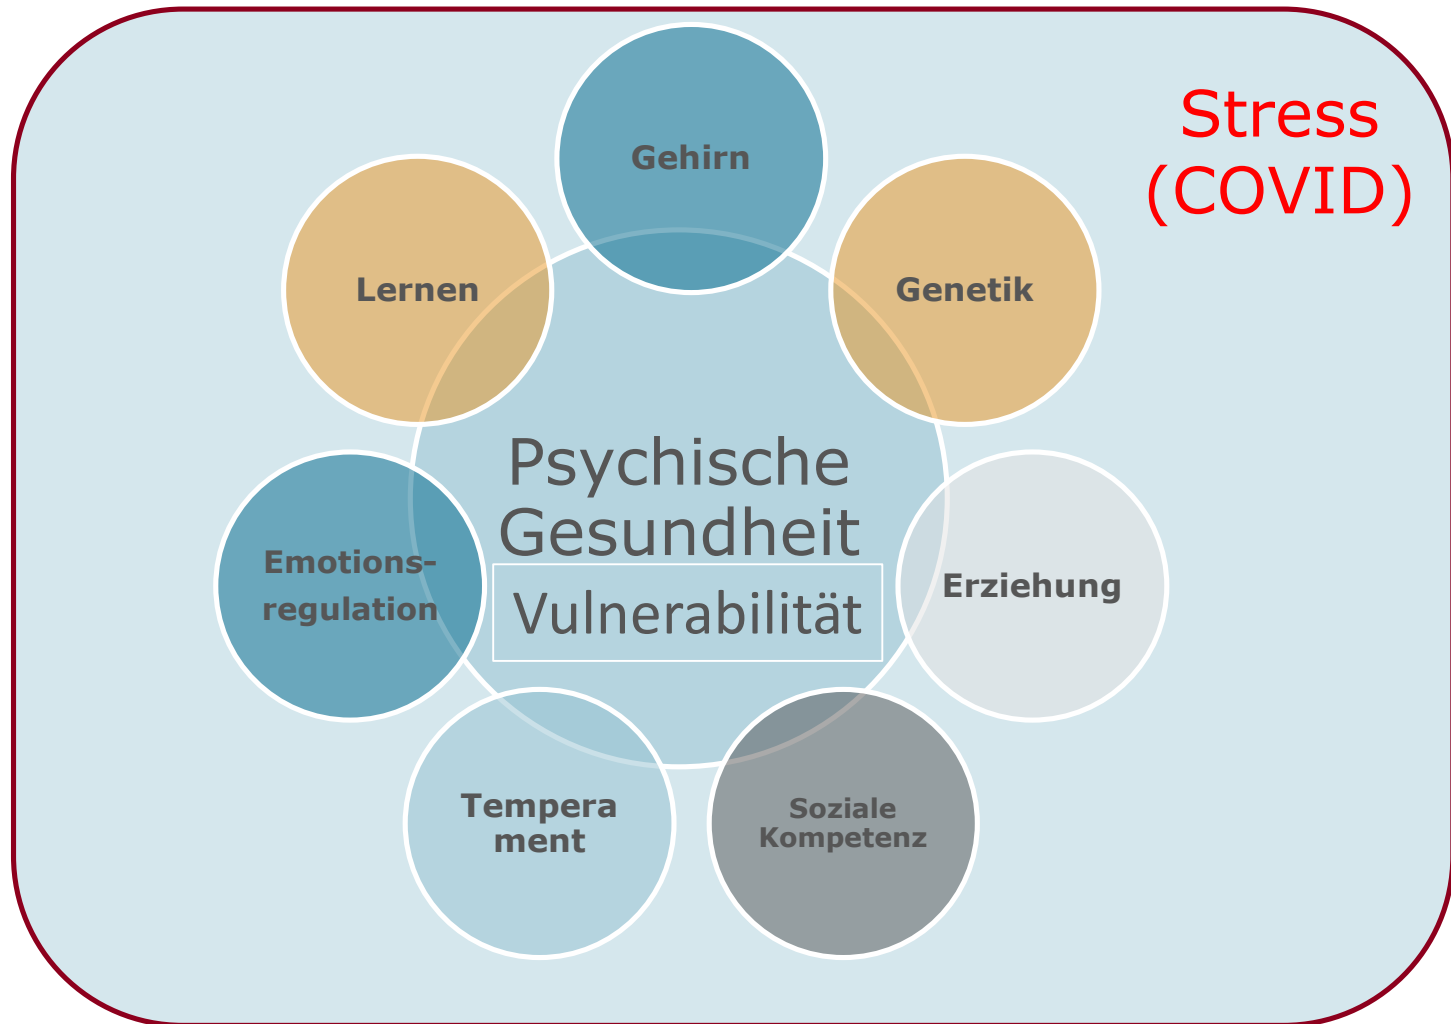 Gehirn
Stress
(COVID)
Lernen
Genetik
Psychische
Gesundheit
Vulnerabilität
Emotions-
regulation
Erziehung
Tempera
ment
Soziale
Kompetenz